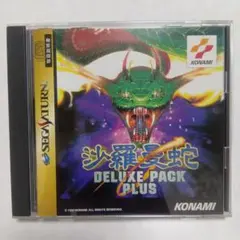 KONAMI
SEGA SATURN
沙羅曼蛇
DELUXE PACK
PLUS
KONAMI